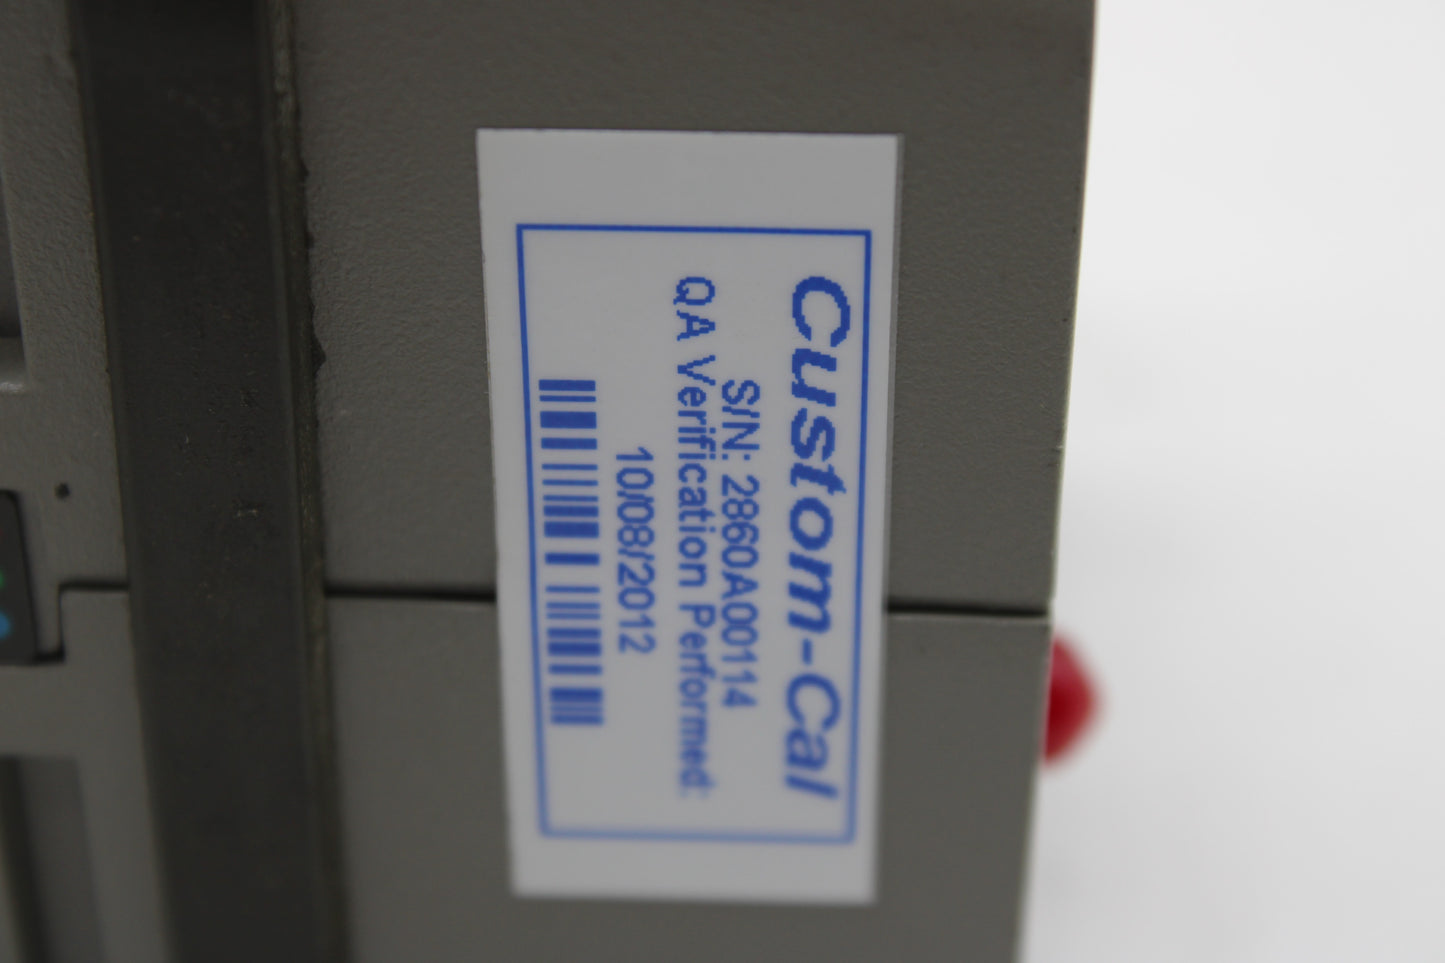 Custom-Cal
S/N: 2860A00114
QA Verification Performed:
10/08/2012